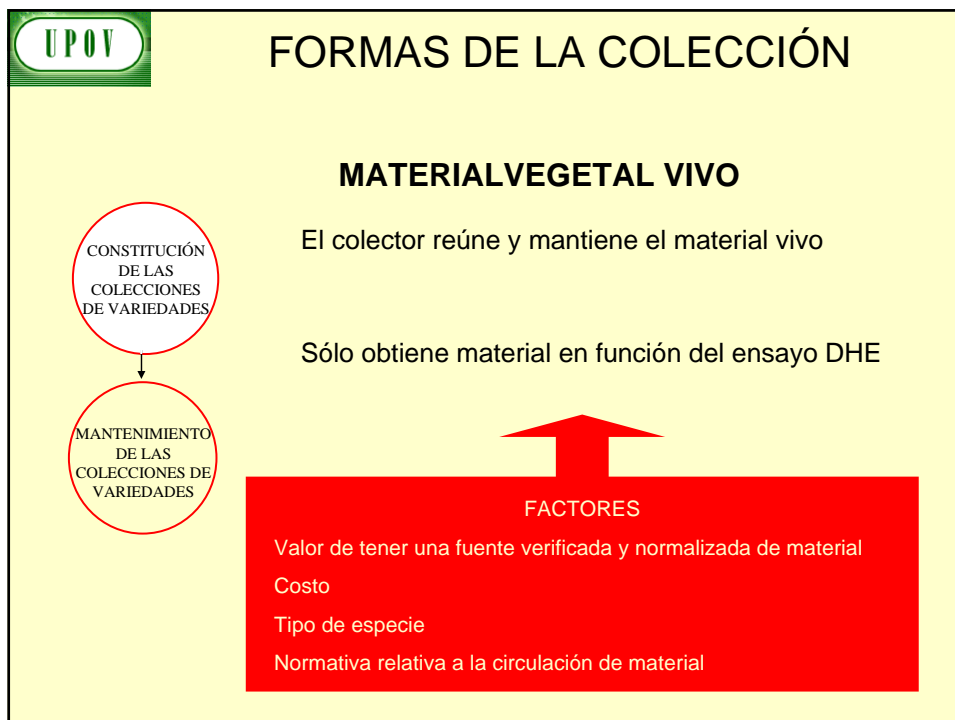 UPOV
FORMAS DE LA COLECCIÓN
MATERIALVEGETAL VIVO
El colector reúne y mantiene el material vivo
Sólo obtiene material en función del ensayo DHE
CONSTITUCIÓN
DE LAS
COLECCIONES
DE VARIEDADES
MANTENIMIENTO
DE LAS
COLECCIONES DE
VARIEDADES
FACTORES
Valor de tener una fuente verificada y normalizada de material
Costo
Tipo de especie
Normativa relativa a la circulación de material